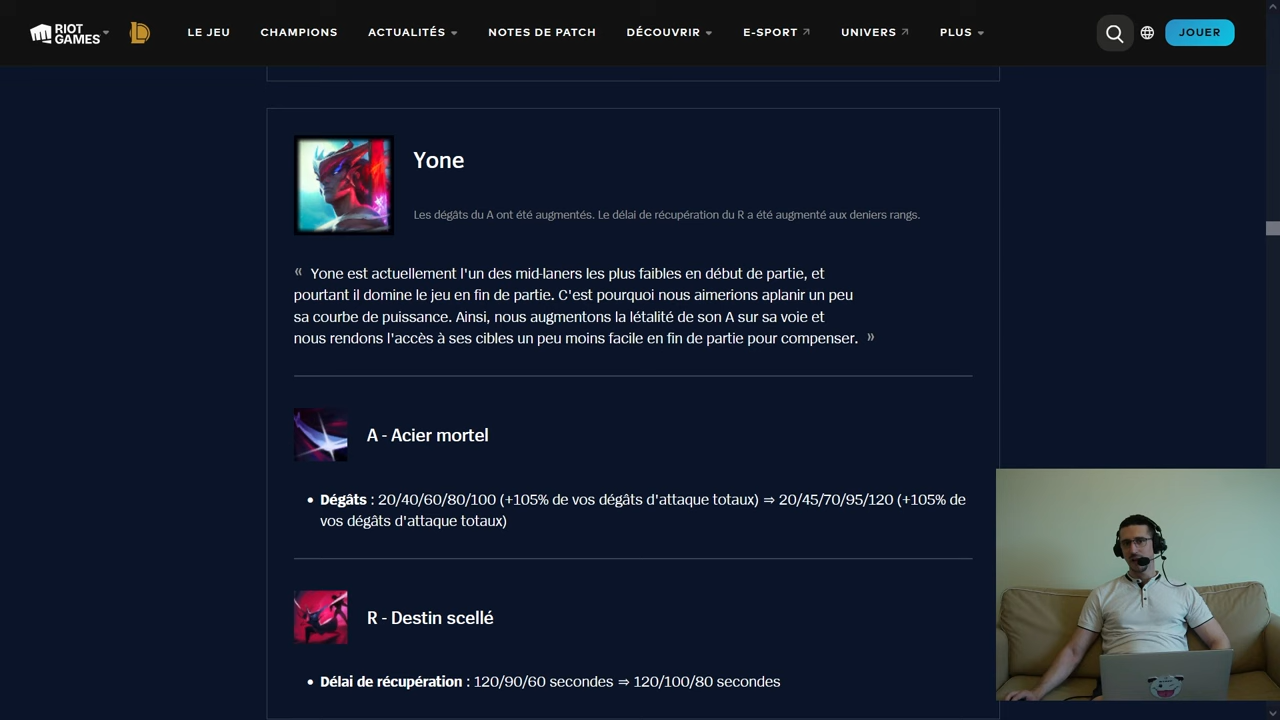 RIOT GAMES
LE JEU CHAMPIONS ACTUALITÉS NOTES DE PATCH DÉCOUVRIR E-SPORT UNIVERS PLUS JOUER
Yone
Les dégâts du A ont été augmentés. Le délai de récupération du R a été augmenté aux deniers rangs.
« Yone est actuellement l'un des mid-laners les plus faibles en début de partie, et
pourtant il domine le jeu en fin de partie. C'est pourquoi nous aimerions aplanir un peu
sa courbe de puissance. Ainsi, nous augmentons la létalité de son A sur sa voie et
nous rendons l'accès à ses cibles un peu moins facile en fin de partie pour compenser. »
A - Acier mortel
• Dégâts : 20/40/60/80/100 (+105% de vos dégâts d'attaque totaux) ⇒ 20/45/70/95/120 (+105% de
vos dégâts d'attaque totaux)
R - Destin scellé
• Délai de récupération : 120/90/60 secondes ⇒ 120/100/80 secondes